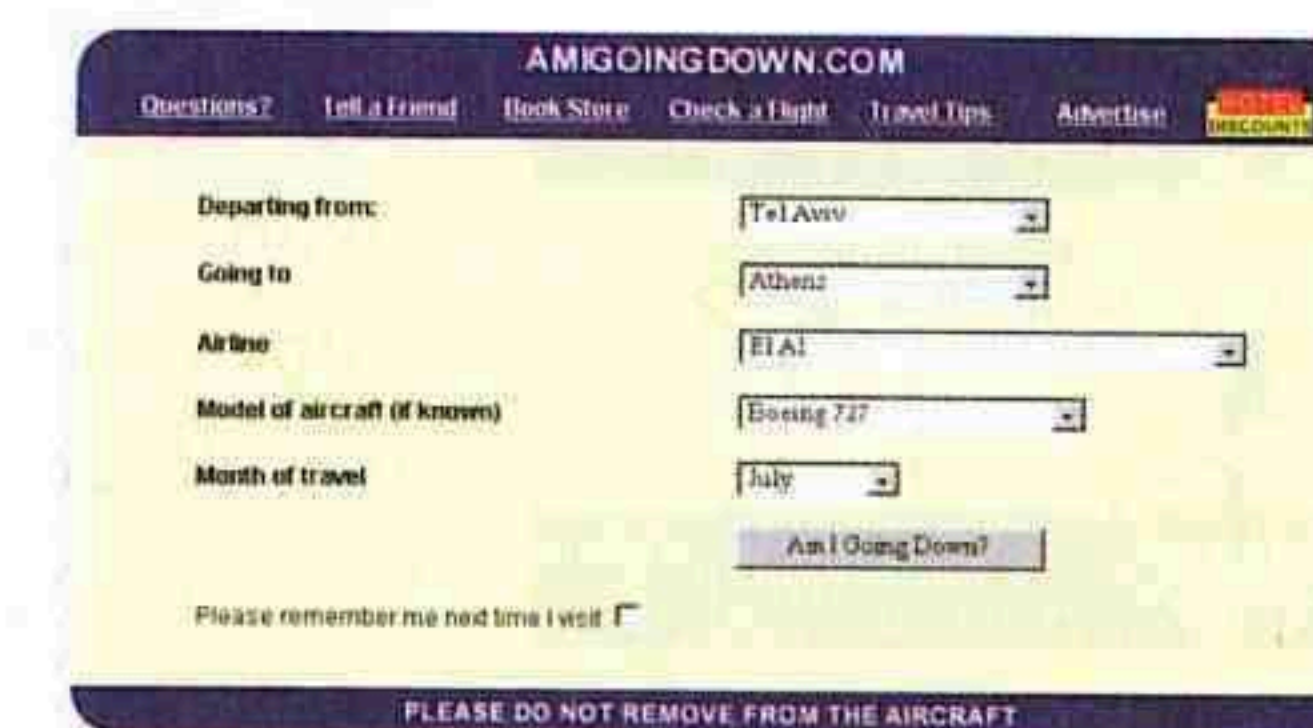 AMIGOINGDOWN.COM
Questions? Tell a Friend Book Store Check a Flight Travel Tips Advertise HOTEL
DISCOUNTS
Departing from: Tel Aviv
Going to Athens
Airline El Al
Model of aircraft (if known) Boeing 727
Month of travel July
Am I Going Down?
Please remember me next time I visit
PLEASE DO NOT REMOVE FROM THE AIRCRAFT